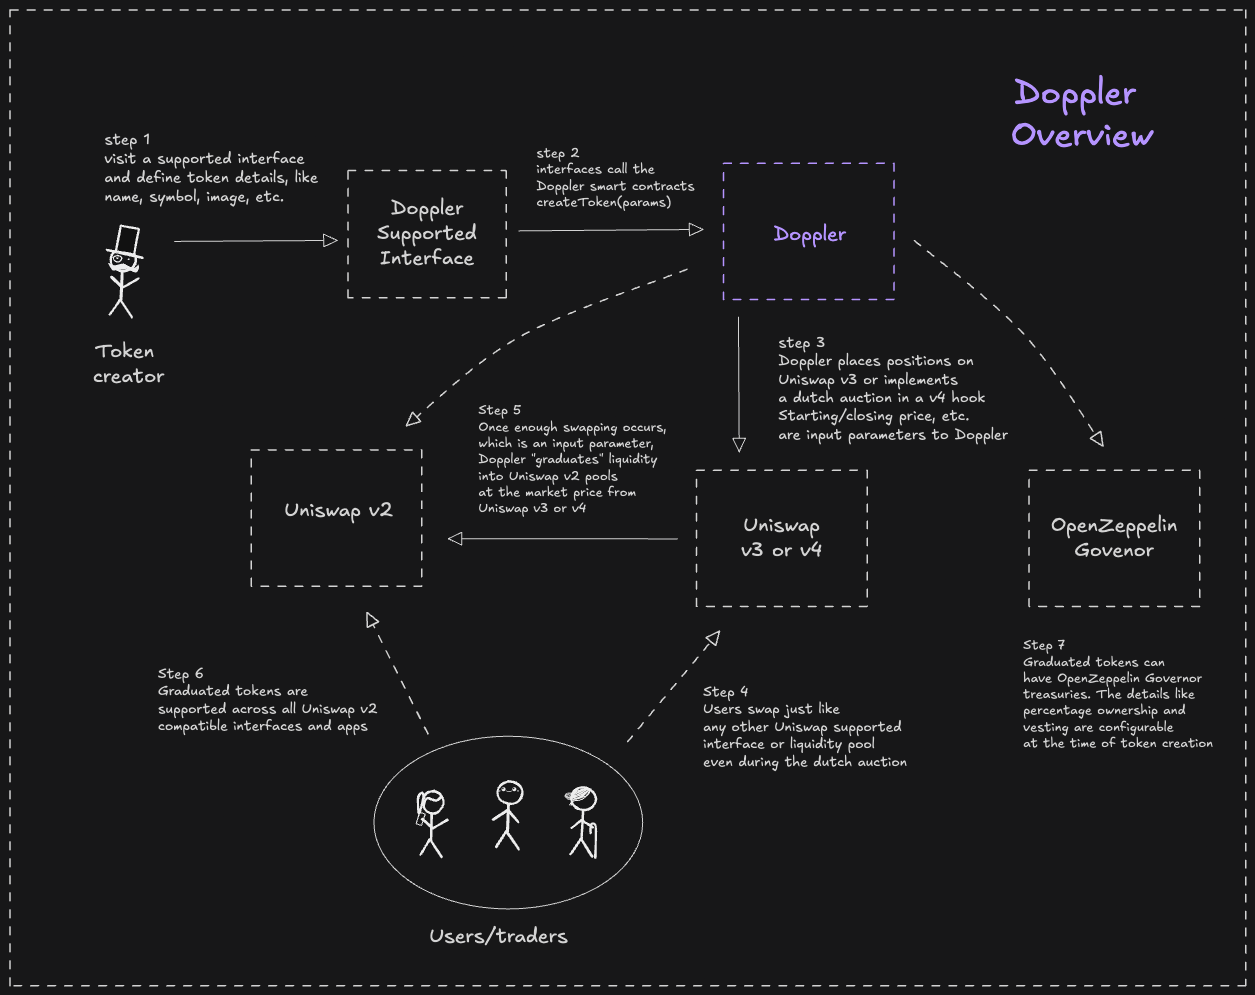 Doppler
Overview
step 1
visit a supported interface
and define token details, like
name, symbol, image, etc.
Token
creator
Doppler
Supported
Interface
step 2
interfaces call the
Doppler smart contracts
createToken(params)
Doppler
step 3
Doppler places positions on
Uniswap v3 or implements
a dutch auction in a v4 hook
Starting/closing price, etc.
are input parameters to Doppler
Step 5
Once enough swapping occurs,
which is an input parameter,
Doppler "graduates" liquidity
into Uniswap v2 pools
at the market price from
Uniswap v3 or v4
Uniswap v2
Uniswap
v3 or v4
OpenZeppelin
Govenor
Step 6
Graduated tokens are
supported across all Uniswap v2
compatible interfaces and apps
Step 4
Users swap just like
any other Uniswap supported
interface or liquidity pool
even during the dutch auction
Step 7
Graduated tokens can
have OpenZeppelin Governor
treasuries. The details like
percentage ownership and
vesting are configurable
at the time of token creation
Users/traders